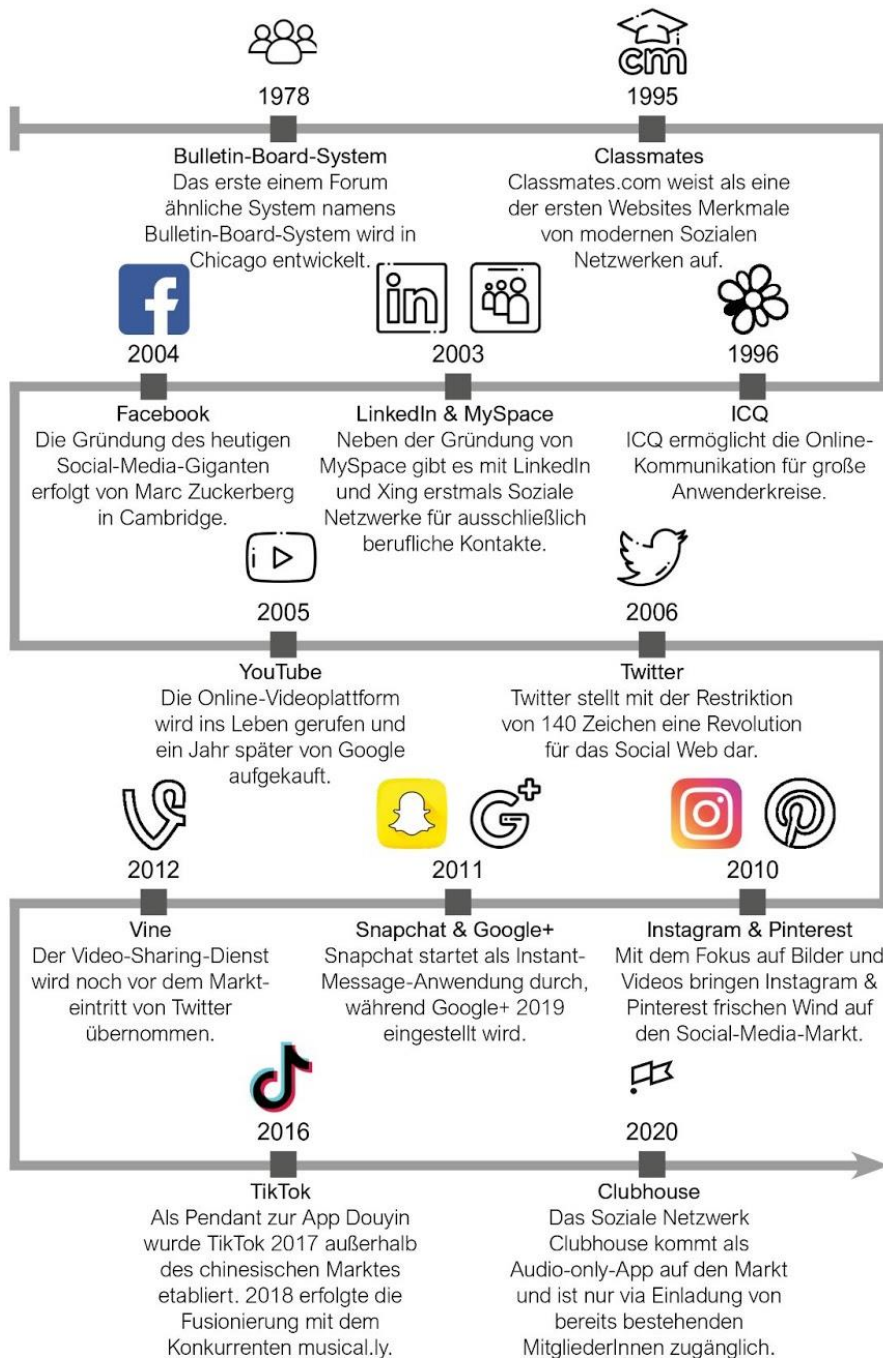 cm
1978
1995
Bulletin-Board-System
Das erste einem Forum
ähnliche System namens
Bulletin-Board-System wird in
Chicago entwickelt.
Classmates
Classmates.com weist als eine
der ersten Websites Merkmale
von modernen Sozialen
Netzwerken auf.
in
1996
ICQ
ICQ ermöglicht die Online-
Kommunikation für große
Anwenderkreise.
2003
LinkedIn & MySpace
Neben der Gründung von
MySpace gibt es mit LinkedIn
und Xing erstmals Soziale
Netzwerke für ausschließlich
berufliche Kontakte.
f
2004
Facebook
Die Gründung des heutigen
Social-Media-Giganten
erfolgt von Marc Zuckerberg
in Cambridge.
2005
YouTube
Die Online-Videoplattform
wird ins Leben gerufen und
ein Jahr später von Google
aufgekauft.
2006
Twitter
Twitter stellt mit der Restriktion
von 140 Zeichen eine Revolution
für das Social Web dar.
2010
Instagram & Pinterest
Mit dem Fokus auf Bilder und
Videos bringen Instagram &
Pinterest frischen Wind auf
den Social-Media-Markt.
G+
2011
Snapchat & Google+
Snapchat startet als Instant-
Message-Anwendung durch,
während Google+ 2019
eingestellt wird.
2012
Vine
Der Video-Sharing-Dienst
wird noch vor dem Markt-
eintritt von Twitter
übernommen.
2016
TikTok
Als Pendant zur App Douyin
wurde TikTok 2017 außerhalb
des chinesischen Marktes
etabliert. 2018 erfolgte die
Fusionierung mit dem
Konkurrenten musical.ly.
2020
Clubhouse
Das Soziale Netzwerk
Clubhouse kommt als
Audio-only-App auf den Markt
und ist nur via Einladung von
bereits bestehenden
MitgliederInnen zugänglich.